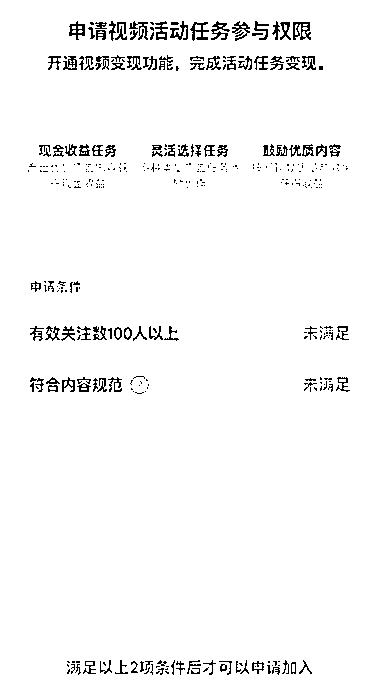 申请视频活动任务参与权限
开通视频变现功能，完成活动任务变现。
现金收益任务 灵活选择任务 鼓励优质内容
申请条件
有效关注数100人以上 未满足
符合内容规范 未满足
满足以上2项条件后才可以申请加入